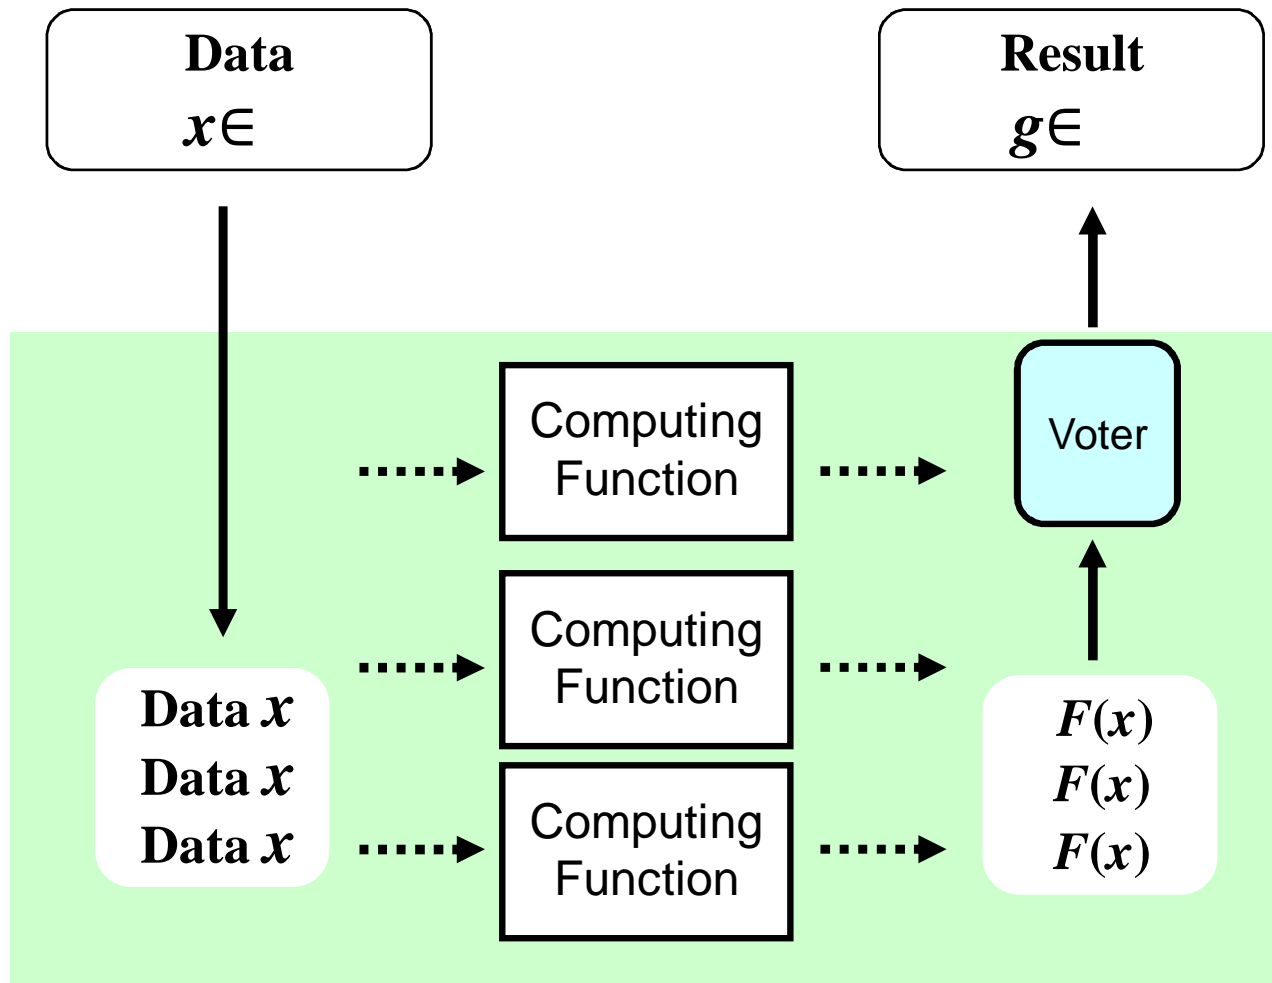 Data
x∈
Result
g∈
Computing
Function
Voter
Computing
Function
Data x
Data x
Data x
F(x)
F(x)
F(x)
Computing
Function